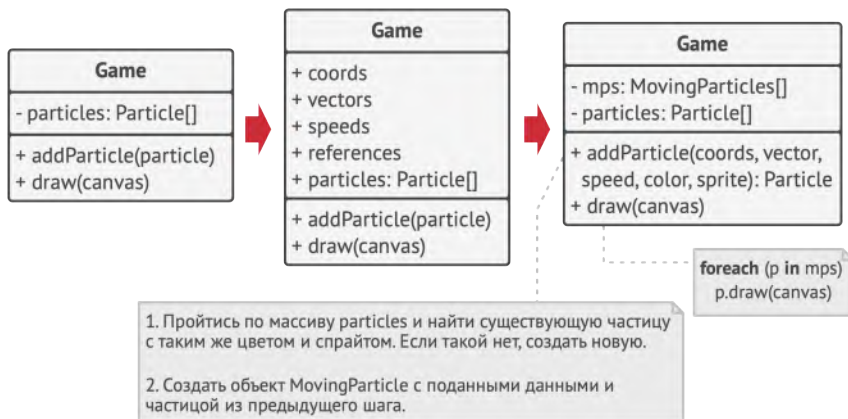 Game
- particles: Particle[]
+ addParticle(particle)
+ draw(canvas)
Game
+ coords
+ vectors
+ speeds
+ references
+ particles: Particle[]
+ addParticle(particle)
+ draw(canvas)
Game
- mps: MovingParticles[]
- particles: Particle[]
+ addParticle(coords, vector,
speed, color, sprite): Particle
+ draw(canvas)
foreach (p in mps)
p.draw(canvas)
1. Пройтись по массиву particles и найти существующую частицу
с таким же цветом и спрайтом. Если такой нет, создать новую.
2. Создать объект MovingParticle с поданными данными и
частицой из предыдущего шага.